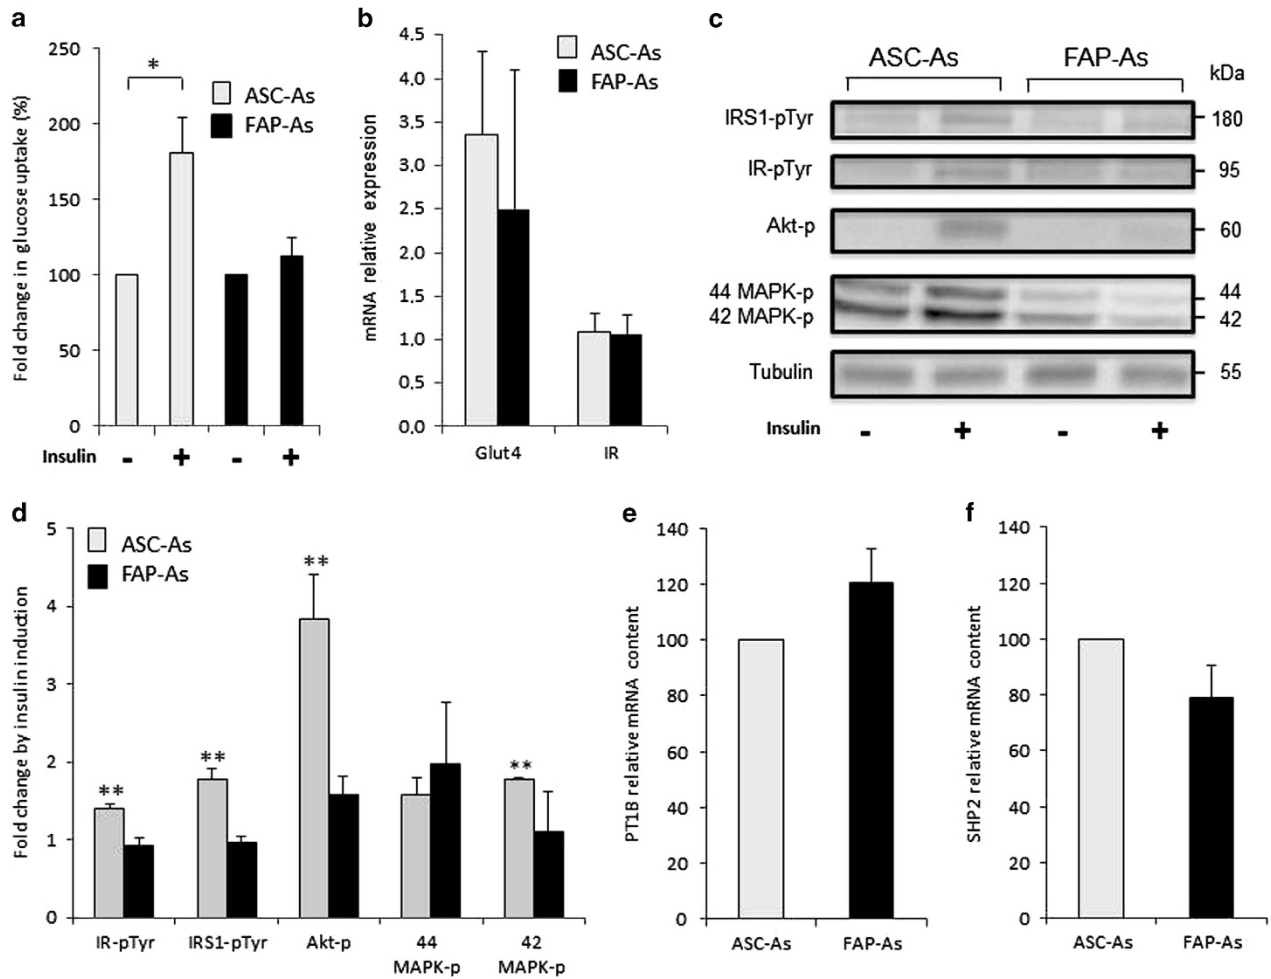 a
Fold change in glucose uptake (%)
250
200
150
100
50
0
*
ASC-As
FAP-As
Insulin - + - +
b
mRNA relative expression
4.5
4.0
3.5
3.0
2.5
2.0
1.5
1.0
0.5
0.0
ASC-As
FAP-As
Glut4 IR
c
ASC-As FAP-As
kDa
IRS1-pTyr 180
IR-pTyr 95
Akt-p 60
44 MAPK-p 44
42 MAPK-p 42
Tubulin 55
Insulin - + - +
d
Fold change by insulin induction
5
4
3
2
1
0
ASC-As
FAP-As
**
**
**
**
IR-pTyr IRS1-pTyr Akt-p 44 42
MAPK-p MAPK-p
e
PT1B relative mRNA content
140
120
100
80
60
40
20
0
ASC-As FAP-As
f
SHP2 relative mRNA content
140
120
100
80
60
40
20
0
ASC-As FAP-As